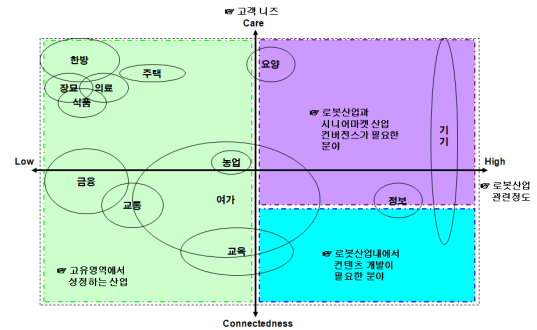 ☞ 고객 니즈
Care
한방
주택
요양
장묘
의료
식품
☞ 로봇산업과
시니어마켓 산업
컨버젼스가 필요한
분야
기
기
Low
농업
High
금융
교통
여가
정보
☞ 로봇산업
관련정도
교육
☞ 고유영역에서
성정하는 산업
☞ 로봇산업내에서
컨텐츠 개발이
필요한 분야
Connectedness